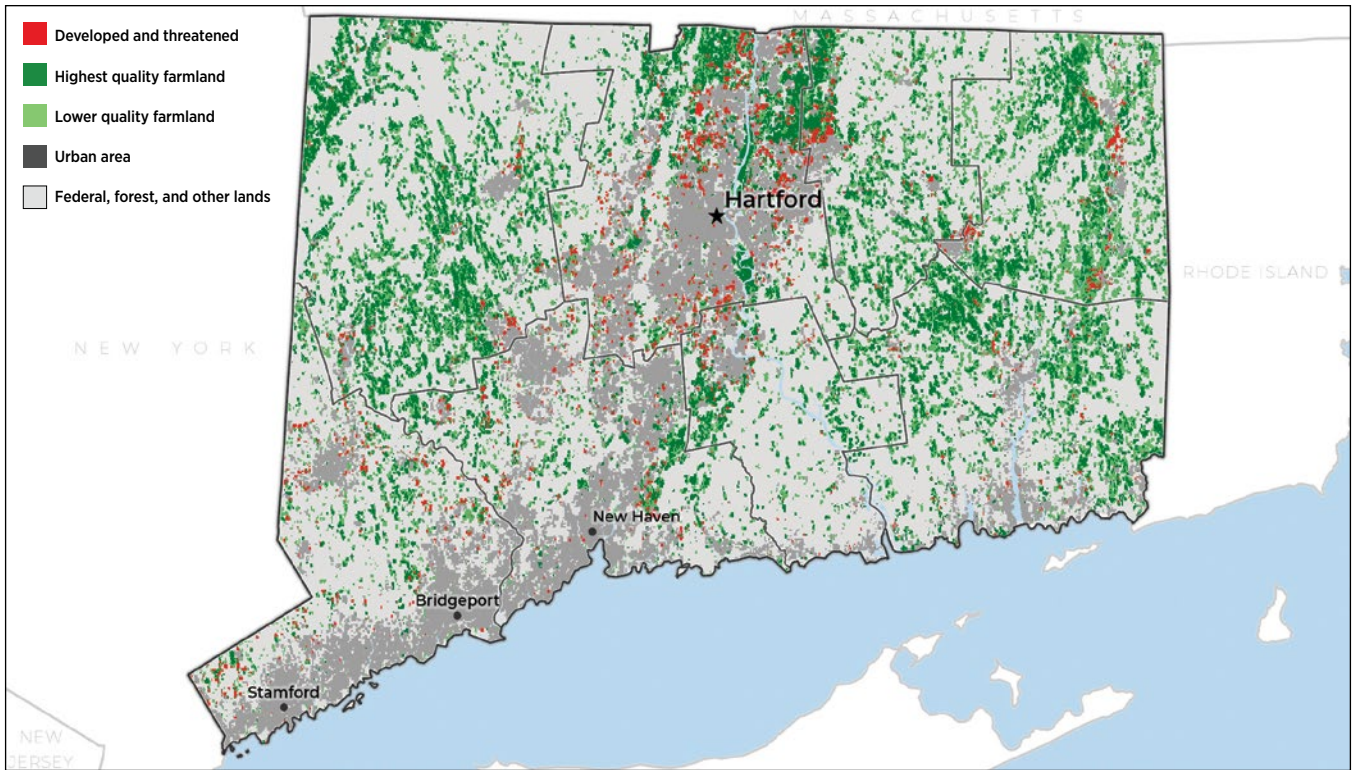 MASSACHUSETTS
Developed and threatened
Highest quality farmland
Lower quality farmland
Urban area
Federal, forest, and other lands
Hartford
RHODE ISLAND
NEW YORK
New Haven
Bridgeport
Stamford
NEW
JERSEY